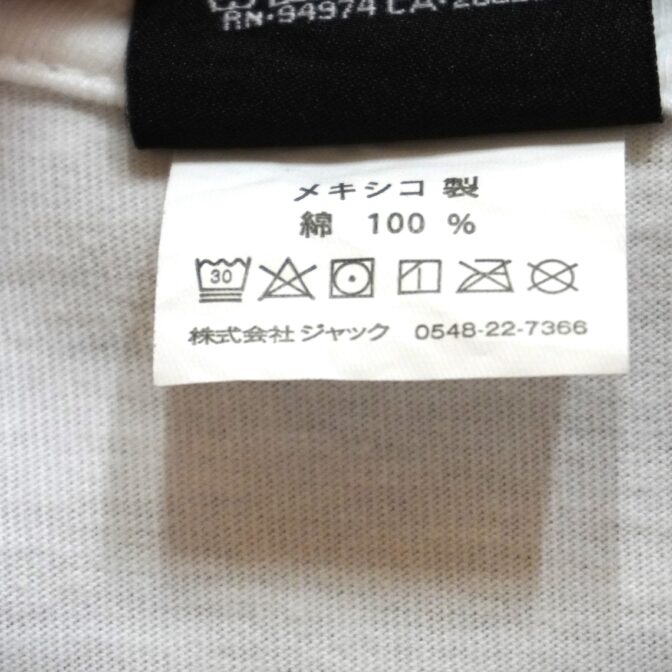 RN·94974 CA·
メキシコ 製
綿 100 %
30
株式会社 ジャック 0548-22-7366